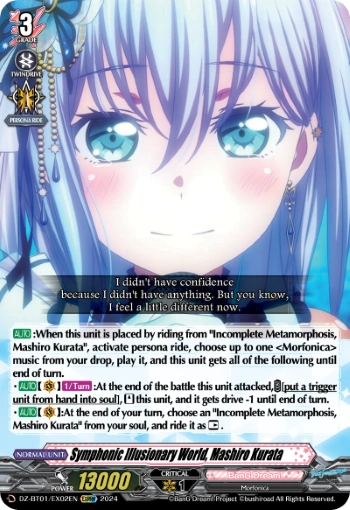 3
GRADE
TWINDRIVE
PERSONA RIDE
I didn't have confidence
because I didn't have anything. But you know,
I feel a little different now.
AUTO:When this unit is placed by riding from "Incomplete Metamorphosis,
Mashiro Kurata", activate persona ride, choose up to one <Morfonica>
music from your drop, play it, and this unit gets all of the following until
end of turn.
・AUTO【】1/Turn:At the end of the battle this unit attacked,[put a trigger
unit from hand into soul], this unit, and it gets drive -1 until end of turn.
・AUTO【】:At the end of your turn, choose an "Incomplete Metamorphosis,
Mashiro Kurata" from your soul, and ride it as .
NORMAL UNIT Symphonic Illusionary World, Mashiro Kurata
POWER 13000 CRITICAL 1 BanG Dream!
Morfonica
DZ-BT01/EX02EN 2024 ©BanG Dream! Project ©bushiroad All Rights Reserved.